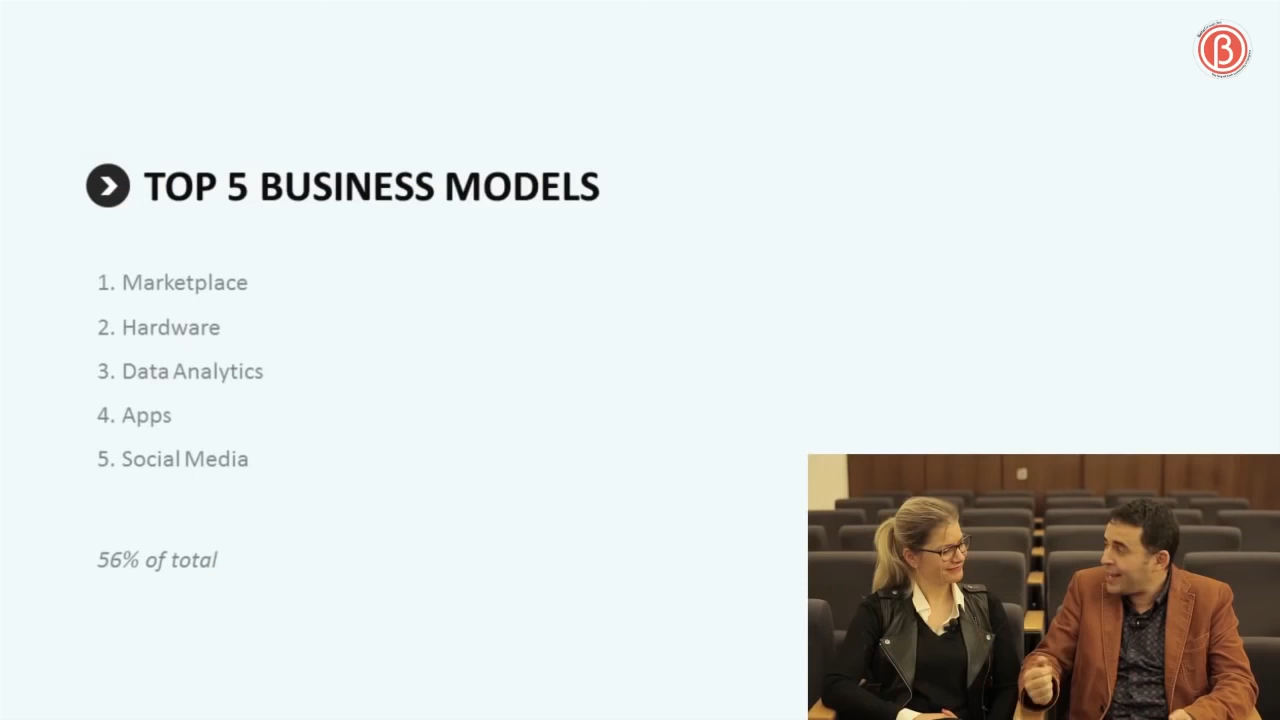 β
TOP 5 BUSINESS MODELS
1. Marketplace
2. Hardware
3. Data Analytics
4. Apps
5. Social Media
56% of total